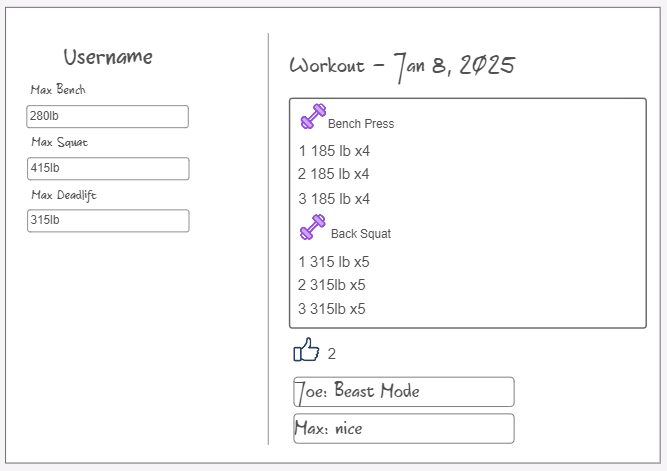 Username
Max Bench
280lb
Max Squat
415lb
Max Deadlift
315lb
Workout - Jan 8, 2025
Bench Press
1 185 lb x4
2 185 lb x4
3 185 lb x4
Back Squat
1 315 lb x5
2 315lb x5
3 315lb x5
2
Joe: Beast Mode
Max: nice